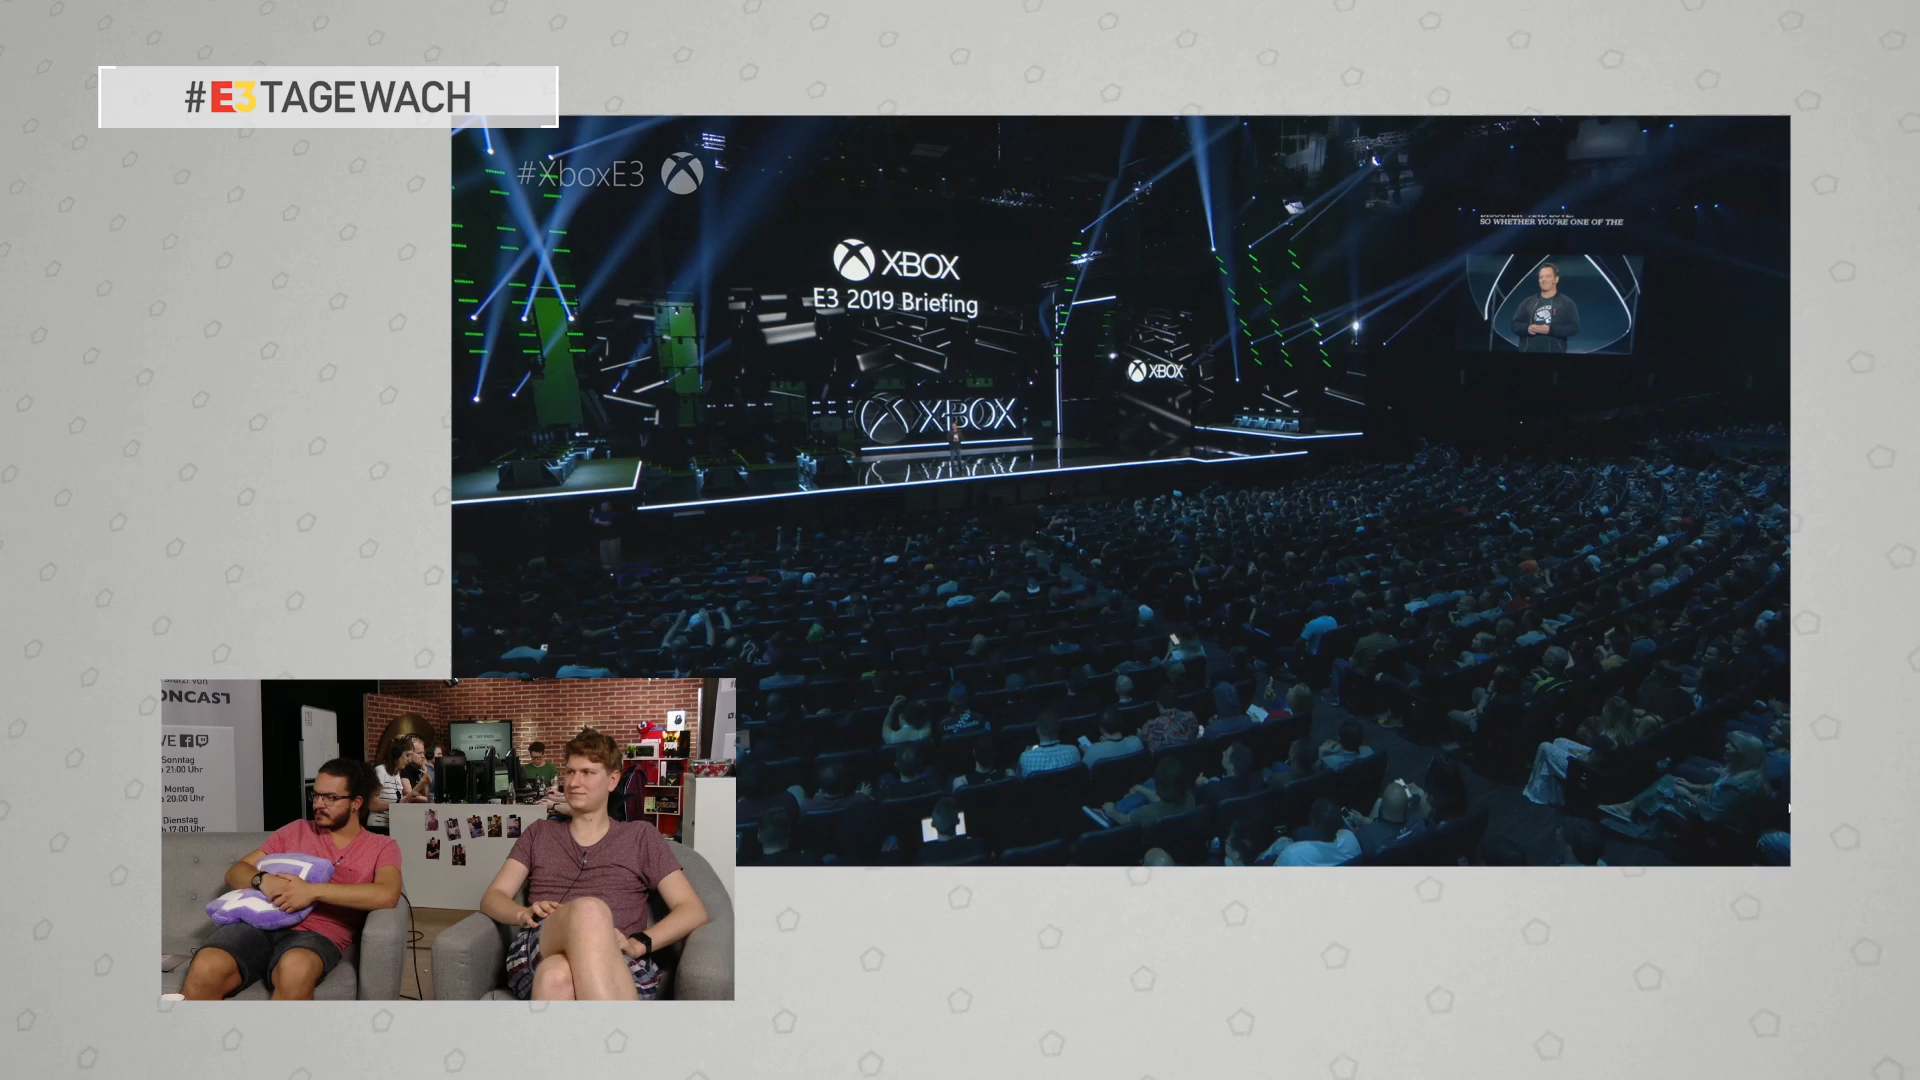 #E3TAGEWACH
#XboxE3
SO WHETHER YOU'RE ONE OF THE
XBOX
E3 2019 Briefing
XBOX
XBOX
ONCAST
Sonntag
21:00 Uhr
Montag
20:00 Uhr
Dienstag
17:00 Uhr